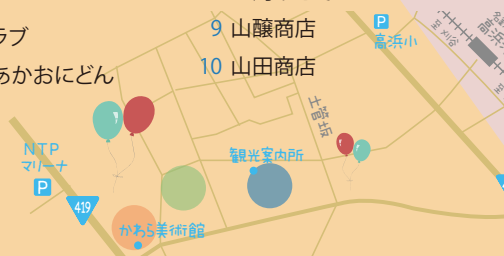 ラブ
あかおにどん
9 山醸商店
10 山田商店
P
高浜小
土管坂
観光案内所
NTP
マリーナ
P
419
かわら美術館